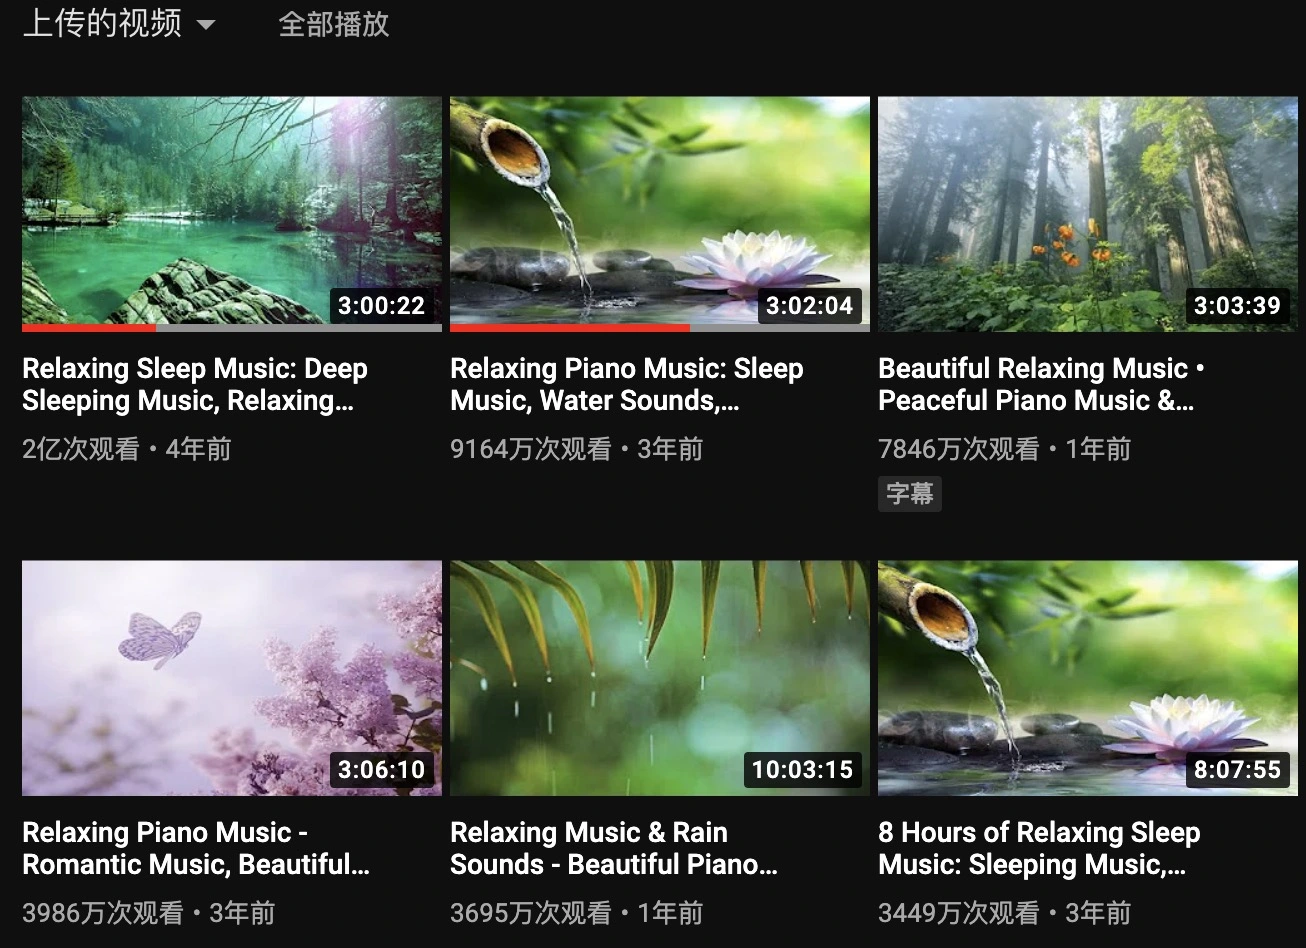 上传的视频
全部播放
3:00:22
3:02:04
3:03:39
Relaxing Sleep Music: Deep
Sleeping Music, Relaxing...
2亿次观看・4年前
Relaxing Piano Music: Sleep
Music, Water Sounds,...
9164万次观看・3年前
Beautiful Relaxing Music •
Peaceful Piano Music &...
7846万次观看・1年前
字幕
3:06:10
10:03:15
8:07:55
Relaxing Piano Music -
Romantic Music, Beautiful...
3986万次观看・3年前
Relaxing Music & Rain
Sounds - Beautiful Piano...
3695万次观看・1年前
8 Hours of Relaxing Sleep
Music: Sleeping Music,...
3449万次观看・3年前